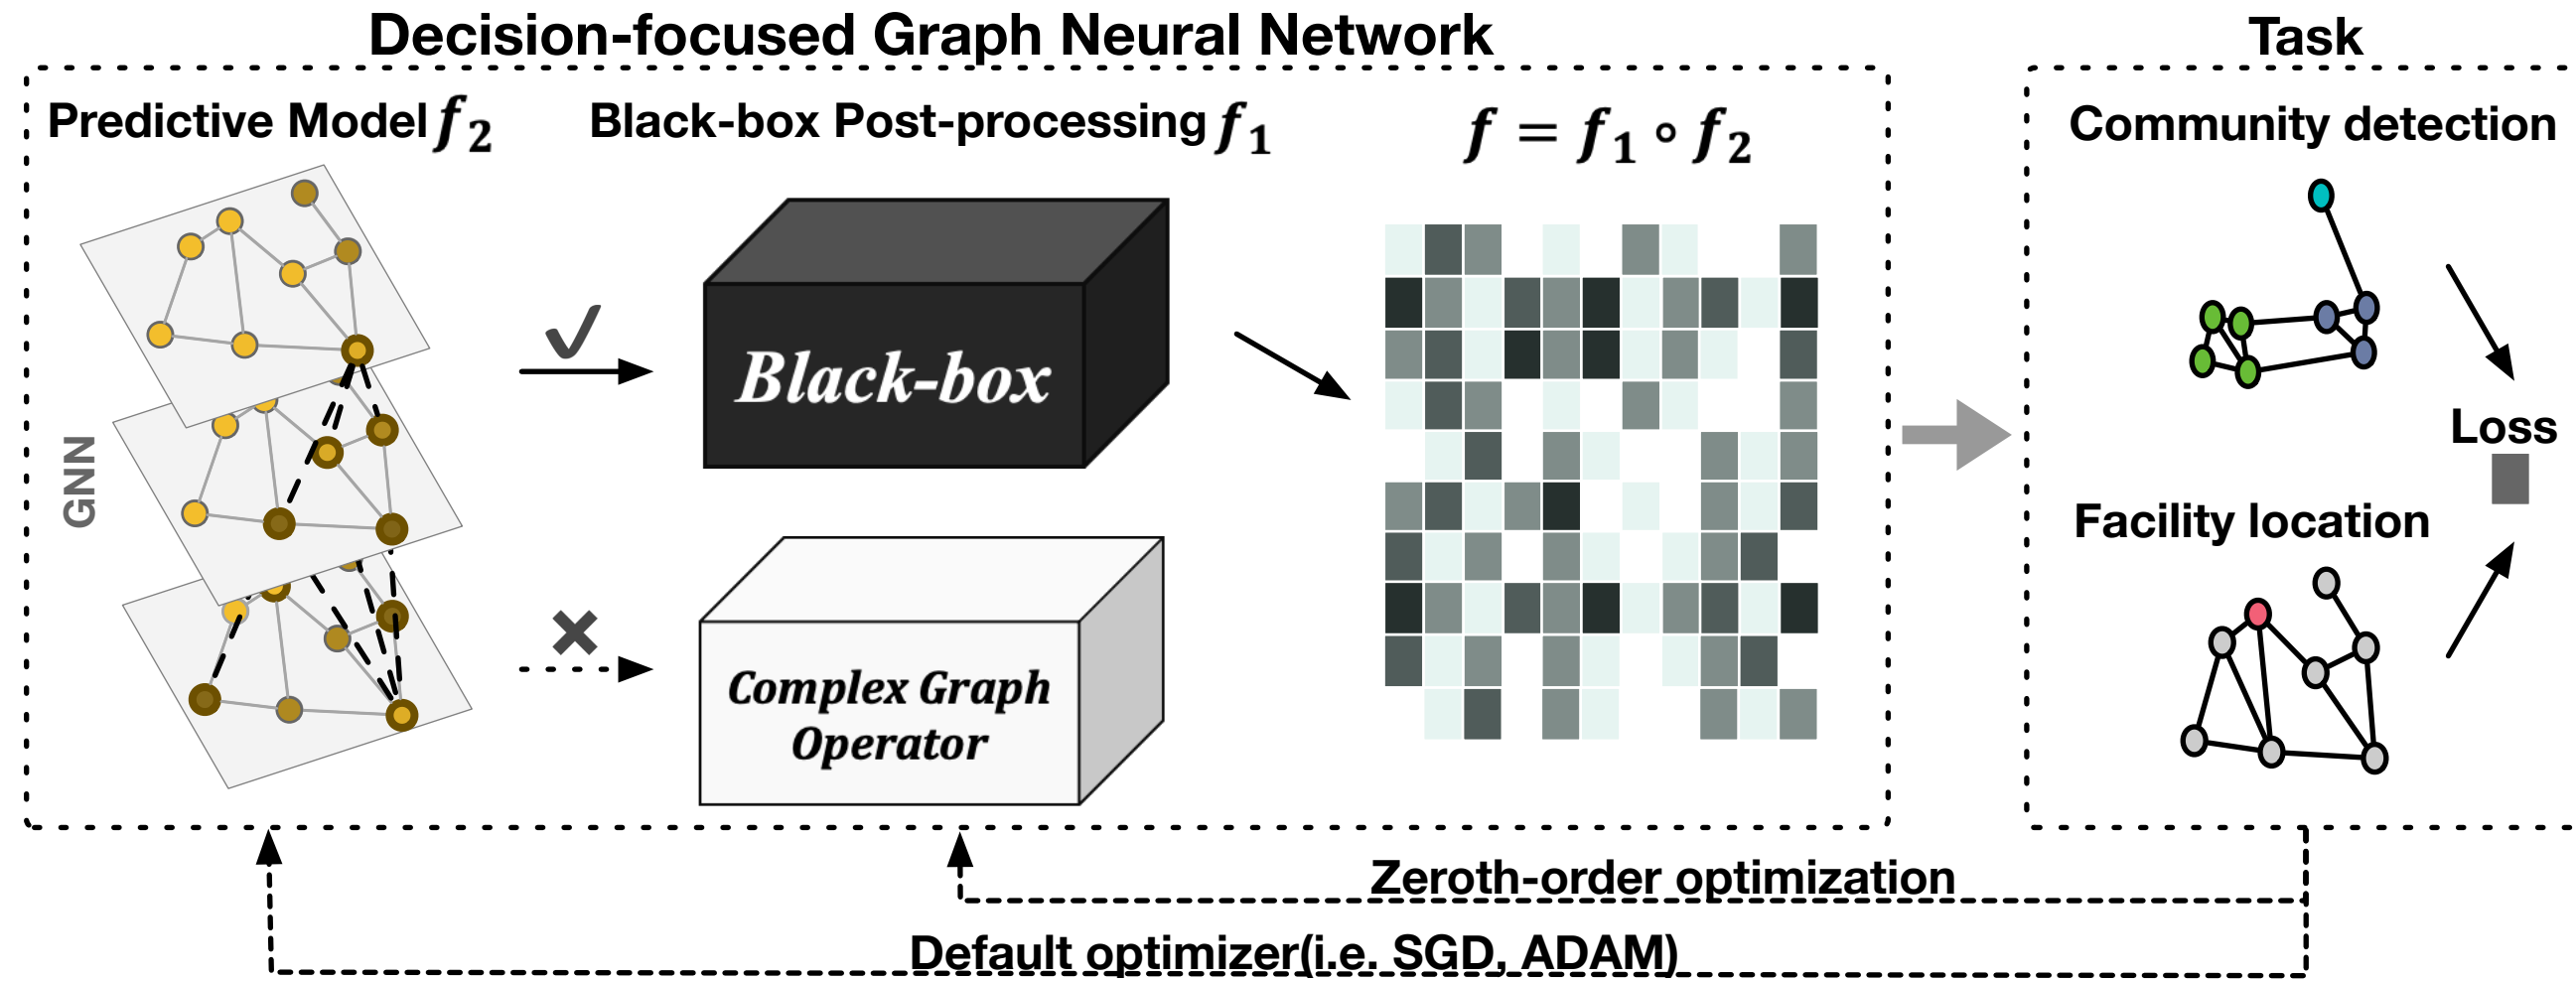 Decision-focused Graph Neural Network
Task
Predictive Model f₂
Black-box Post-processing f₁
f = f₁ ∘ f₂
Community detection
GNN
Black-box
Loss
Facility location
Complex Graph
Operator
Zeroth-order optimization
Default optimizer(i.e. SGD, ADAM)